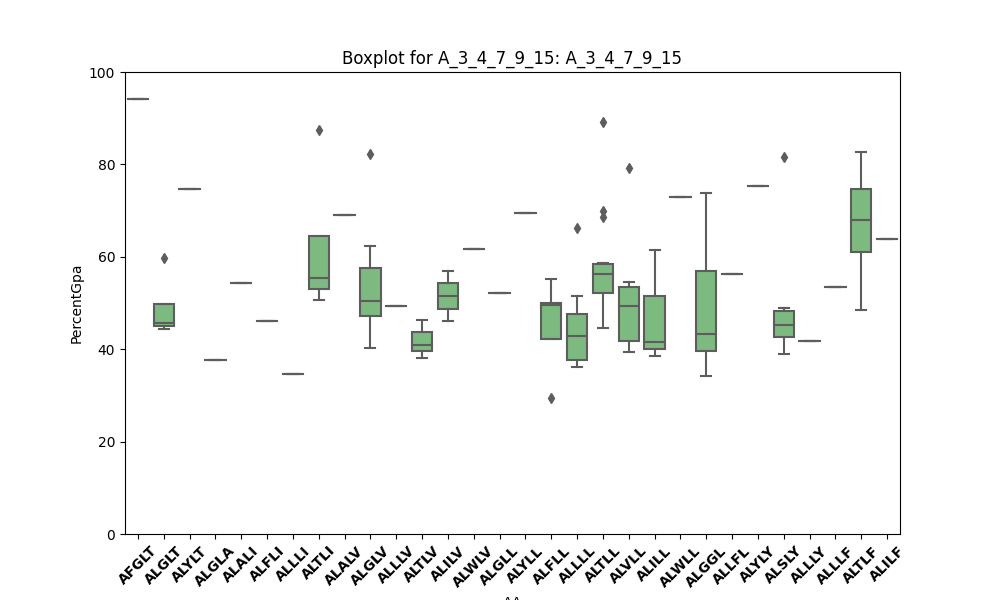 Boxplot for A_3_4_7_9_15: A_3_4_7_9_15
100
80
60
40
20
0
PercentGpa
AFGLT
ALGLT
ALYLT
ALGLA
ALALI
ALFLI
ALLLI
ALTLI
ALALV
ALGLV
ALLLV
ALTLV
ALILV
ALWLV
ALGLL
ALYLL
ALFLL
ALLLL
ALTLL
ALVLL
ALILL
ALWLL
ALGGL
ALLFL
ALYLY
ALSLY
ALLLY
ALLLF
ALTLF
ALILF
AA